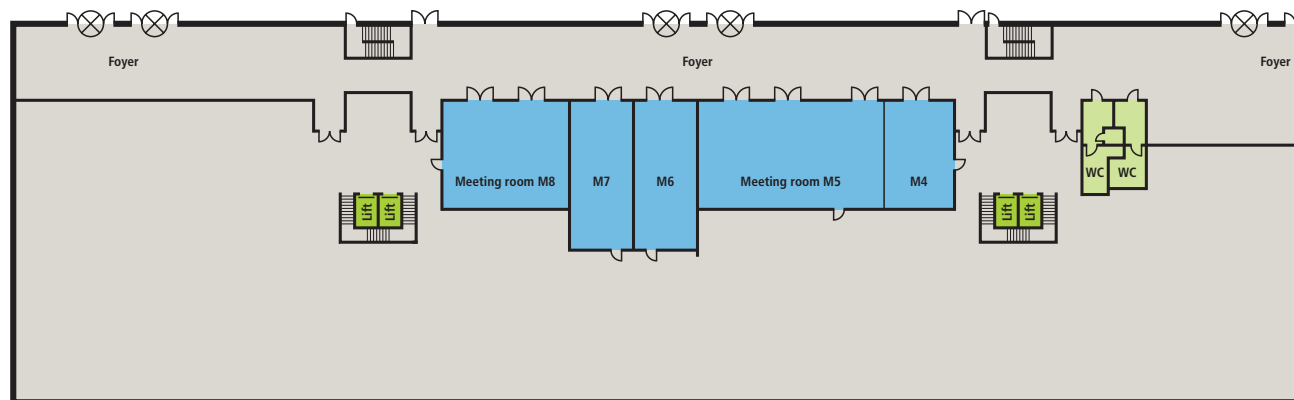 Foyer
Foyer
Foyer
Meeting room M8
M7
M6
Meeting room M5
M4
WC
WC
Lift
Lift
Lift
Lift